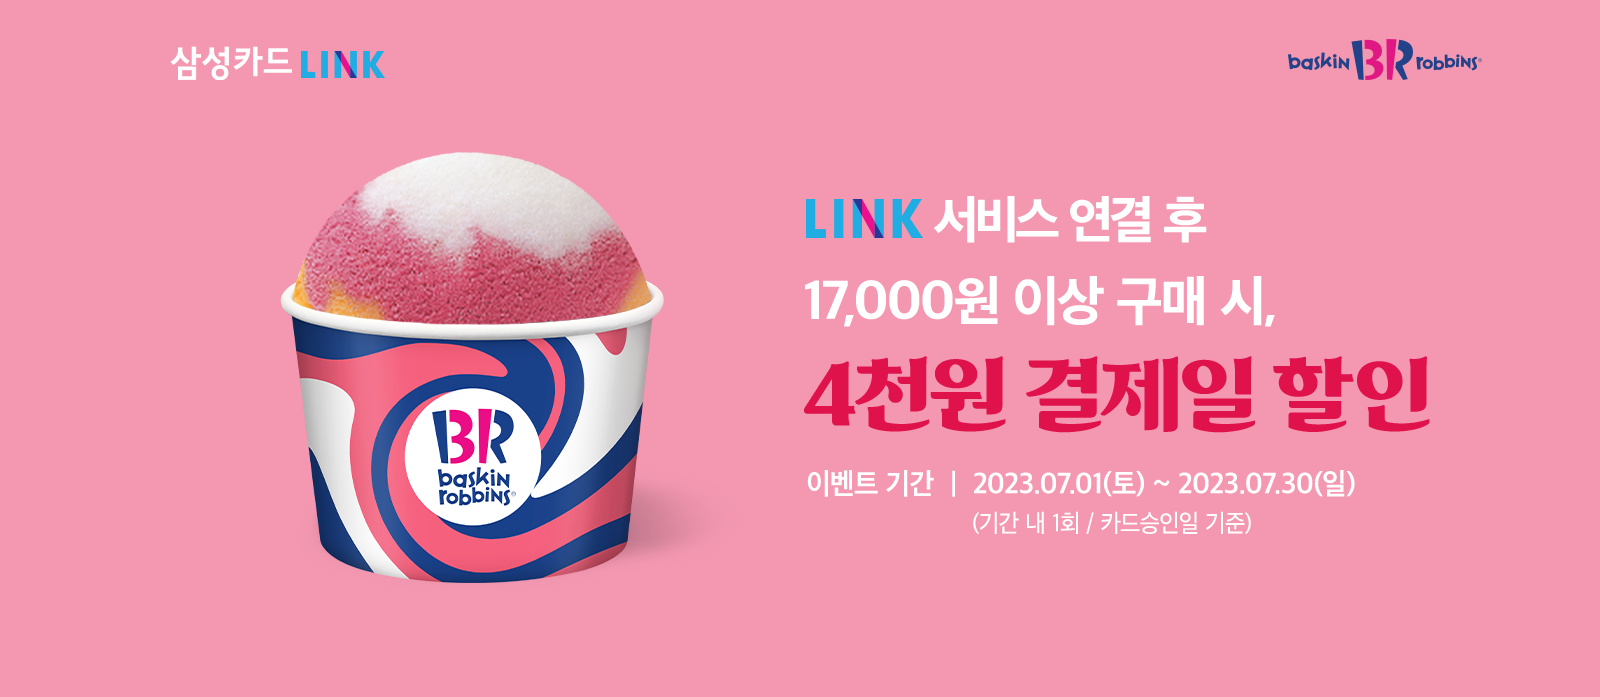 삼성카드 LINK
baskin BR robbins
LINK 서비스 연결 후
17,000원 이상 구매 시,
4천원 결제일 할인
이벤트 기간 | 2023.07.01(토) ~ 2023.07.30(일)
(기간 내 1회 / 카드승인일 기준)
BR
baskin
robbins